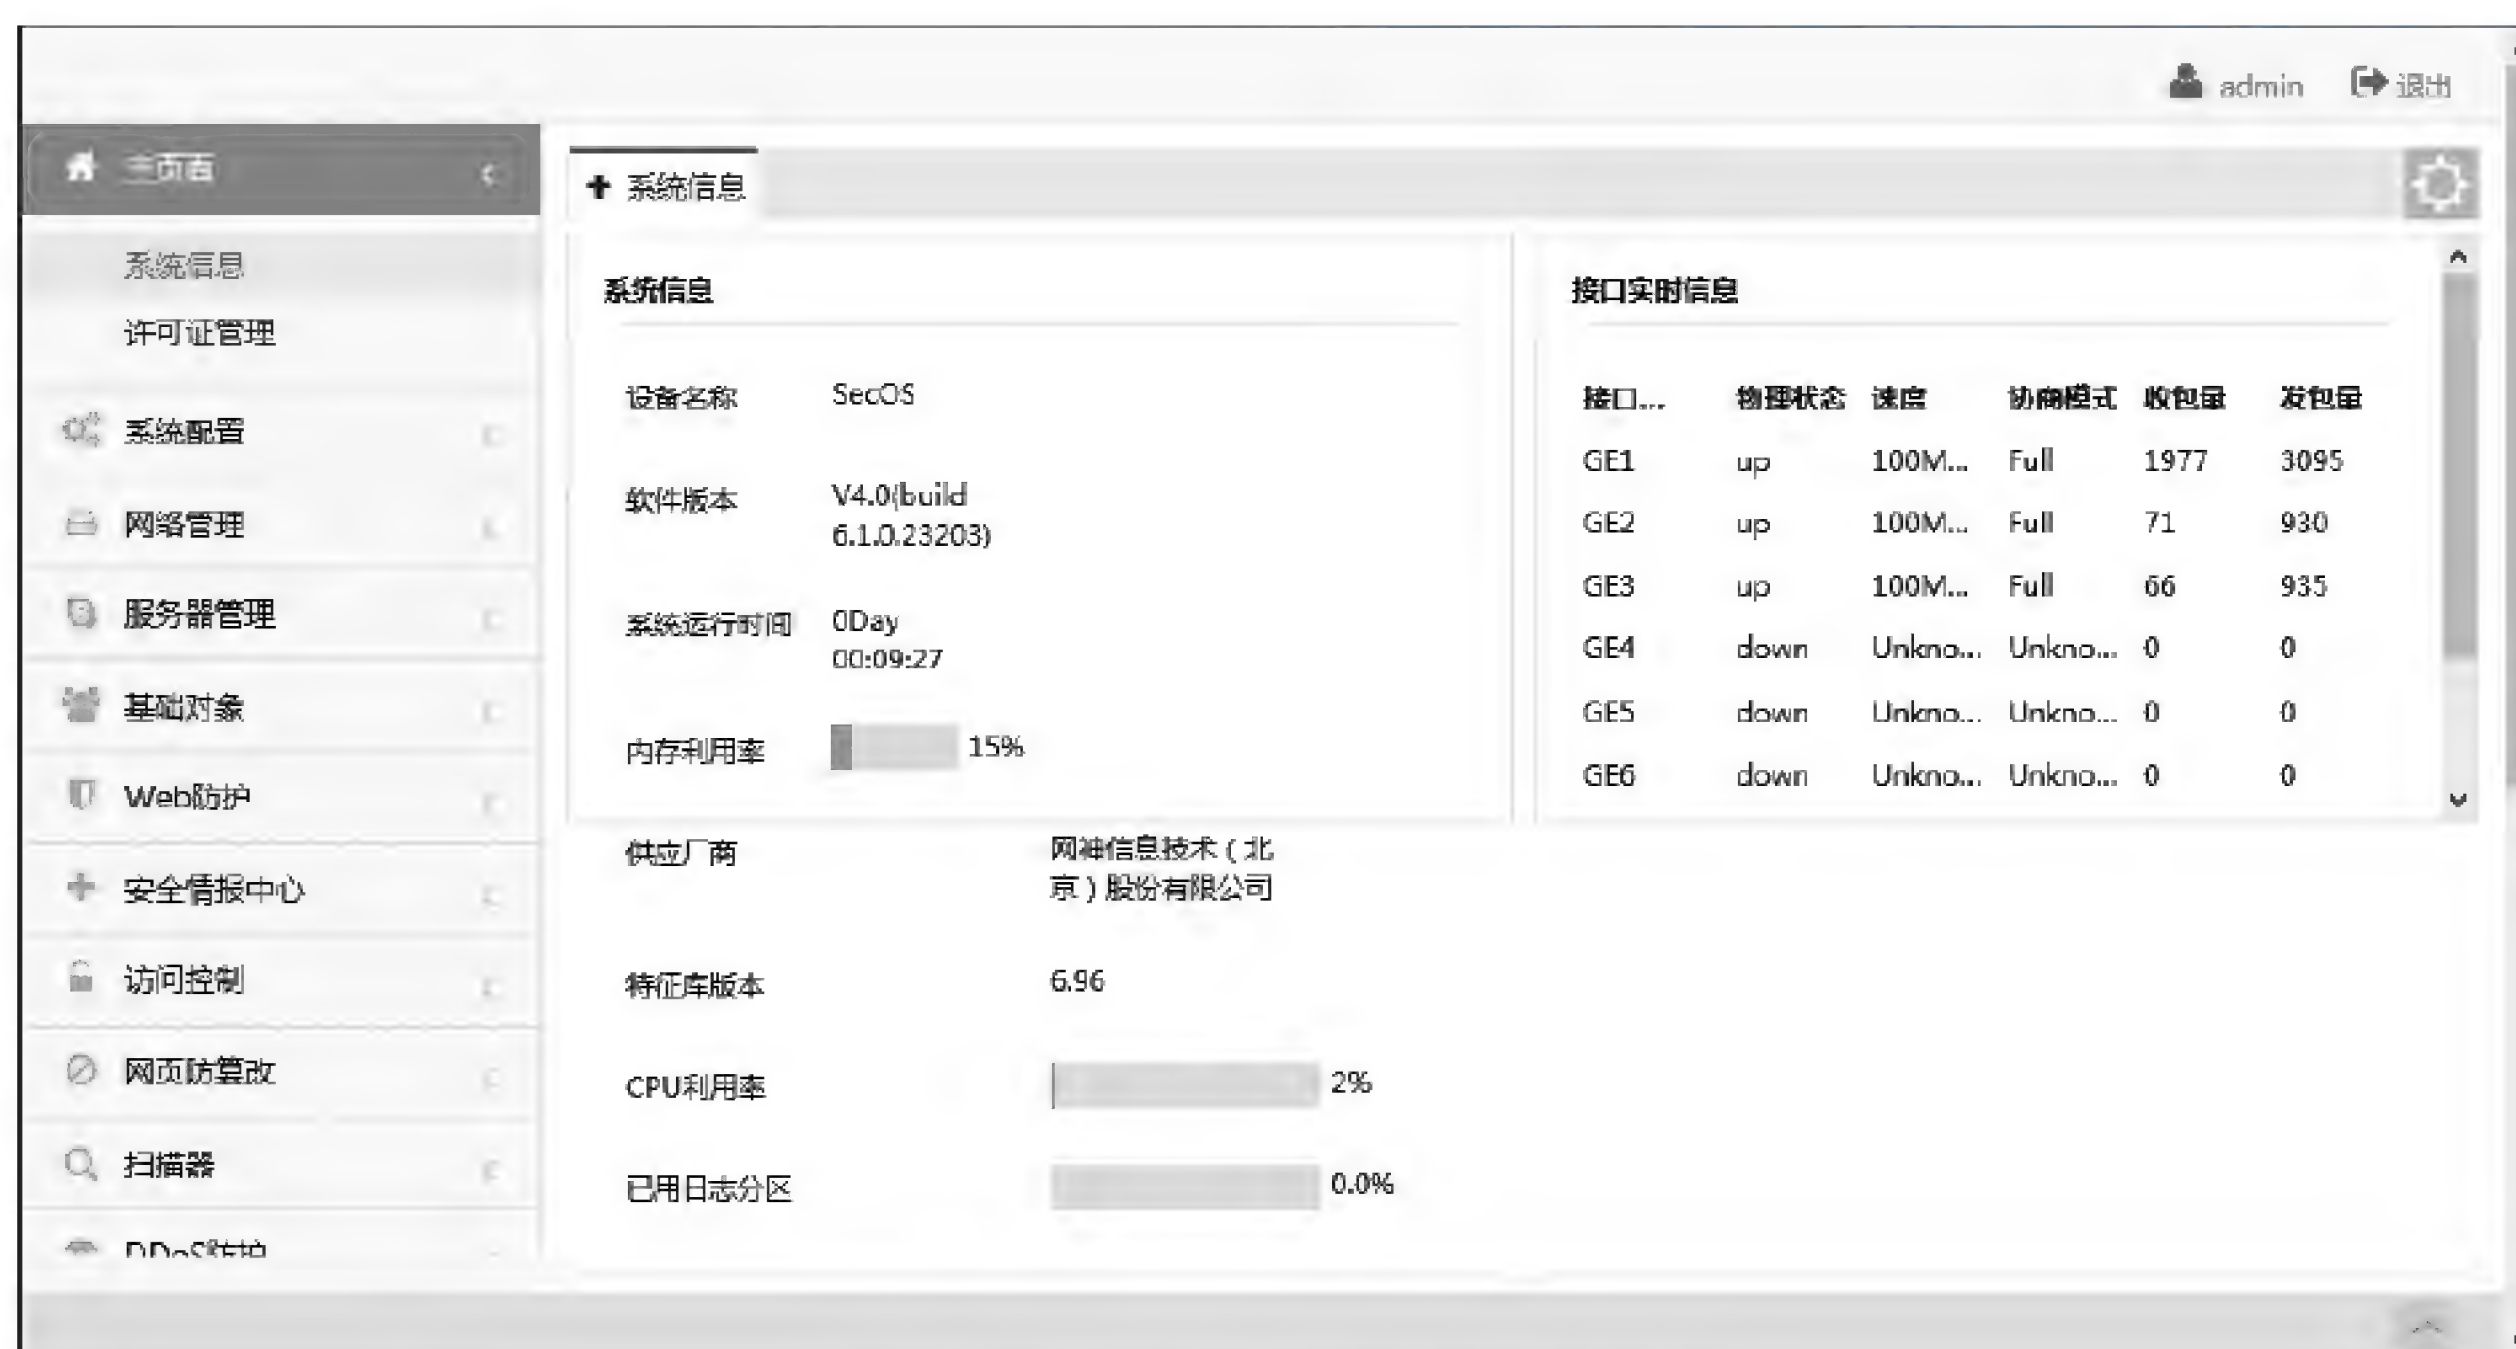 admin 退出
主页面
系统信息
许可证管理
系统配置
网络管理
服务器管理
基础对象
Web防护
安全情报中心
访问控制
网页防篡改
扫描器
DDoS防护
系统信息
系统信息
设备名称 SecOS
软件版本 V4.0(build
6.1.0.23203)
系统运行时间 0Day
00:09:27
内存利用率 15%
供应厂商 网神信息技术(北
京)股份有限公司
特征库版本 6.96
CPU利用率 2%
已用日志分区 0.0%
接口实时信息
接口... 物理状态 速度 协商模式 收包量 发包量
GE1 up 100M... Full 1977 3095
GE2 up 100M... Full 71 930
GE3 up 100M... Full 66 935
GE4 down Unkno... Unkno... 0 0
GE5 down Unkno... Unkno... 0 0
GE6 down Unkno... Unkno... 0 0